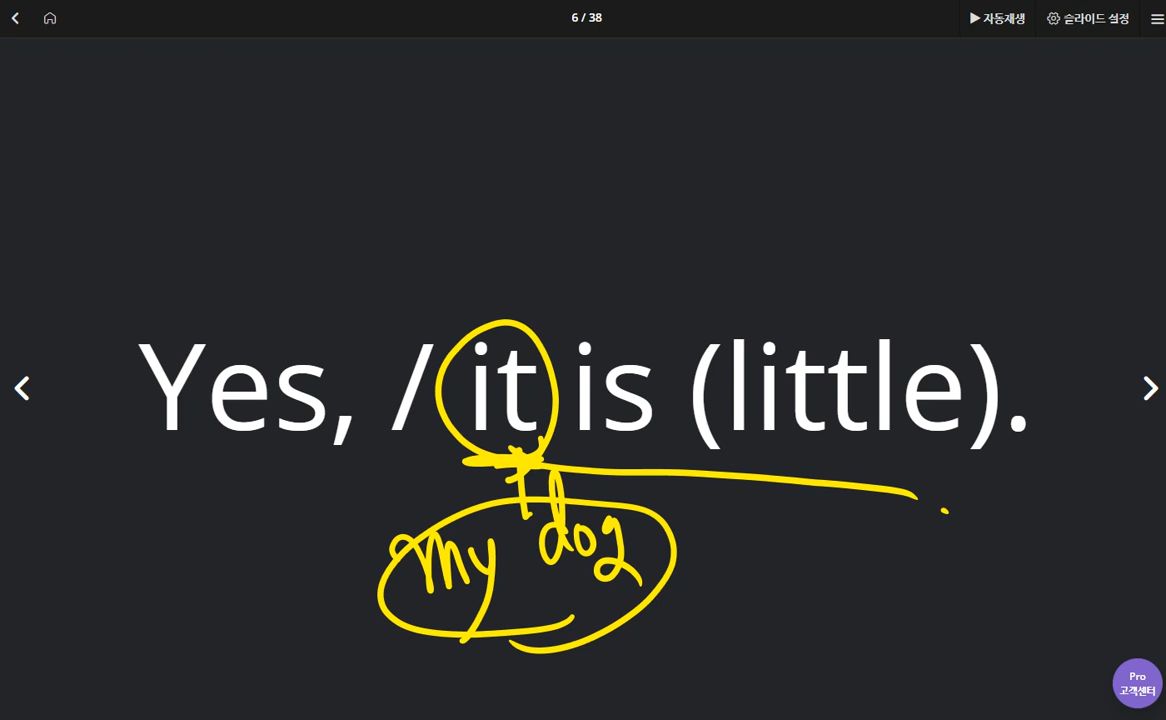 6 / 38
▶ 자동재생
슬라이드 설정
Yes, / it is (little).
my dog
Pro
고객센터